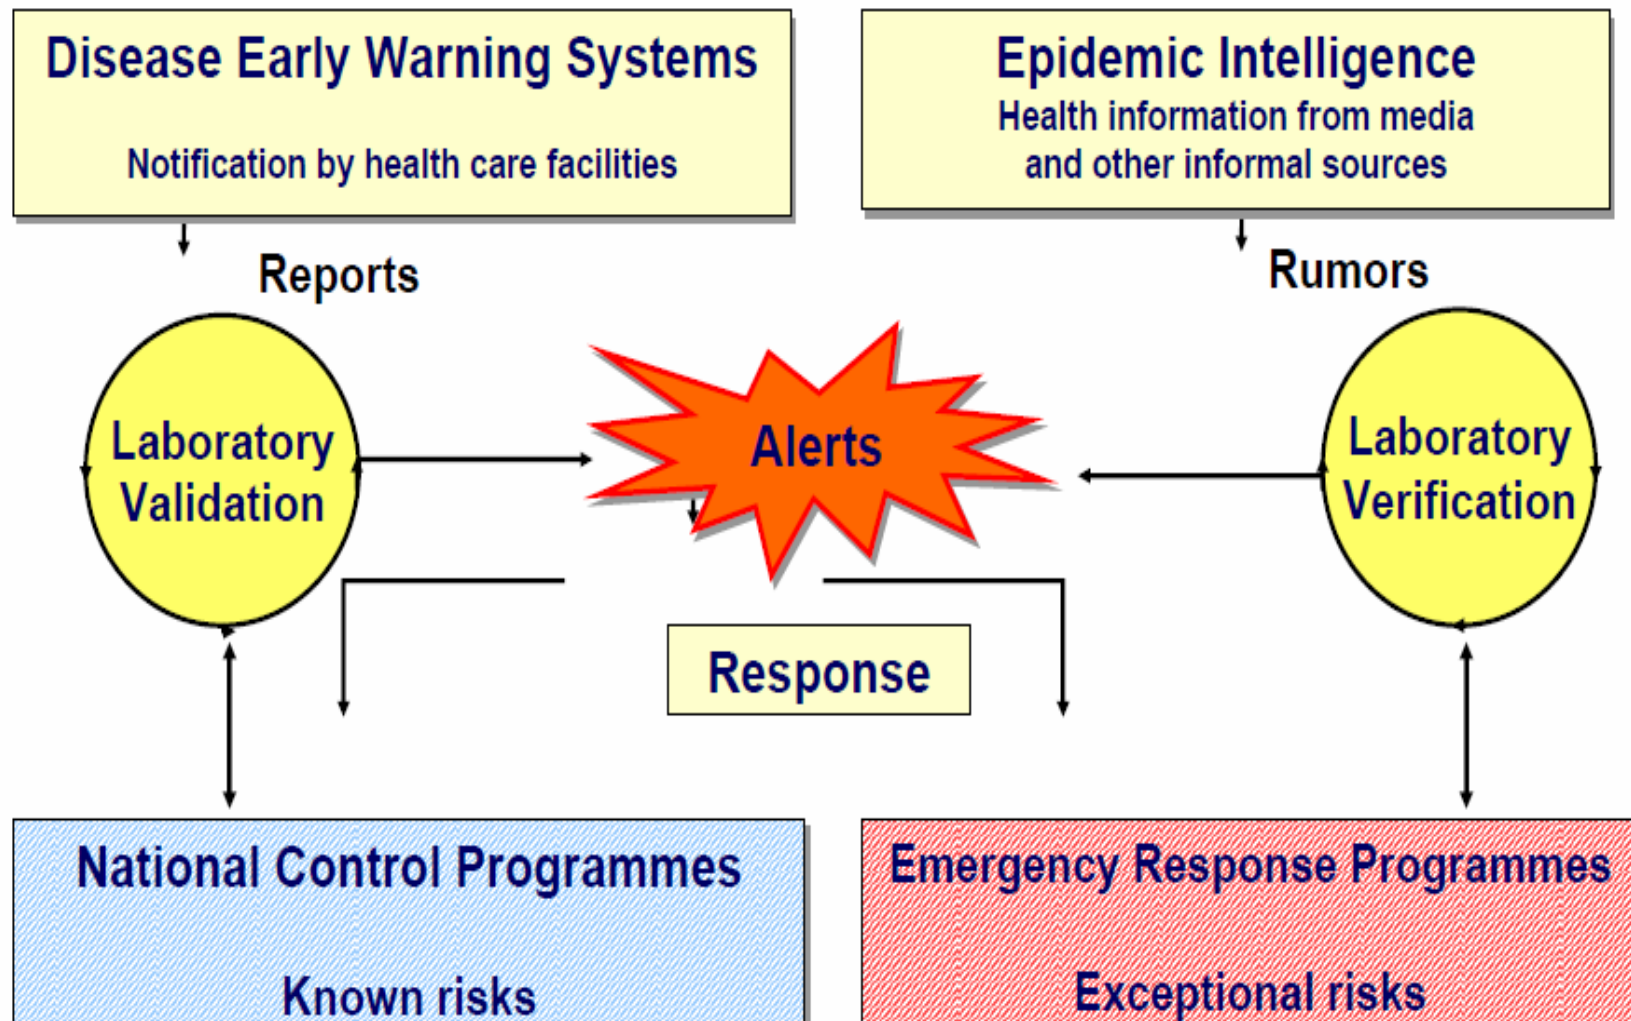 Disease Early Warning Systems
Notification by health care facilities
Epidemic Intelligence
Health information from media
and other informal sources
Reports
Rumors
Laboratory
Validation
Alerts
Laboratory
Verification
Response
National Control Programmes
Known risks
Emergency Response Programmes
Exceptional risks